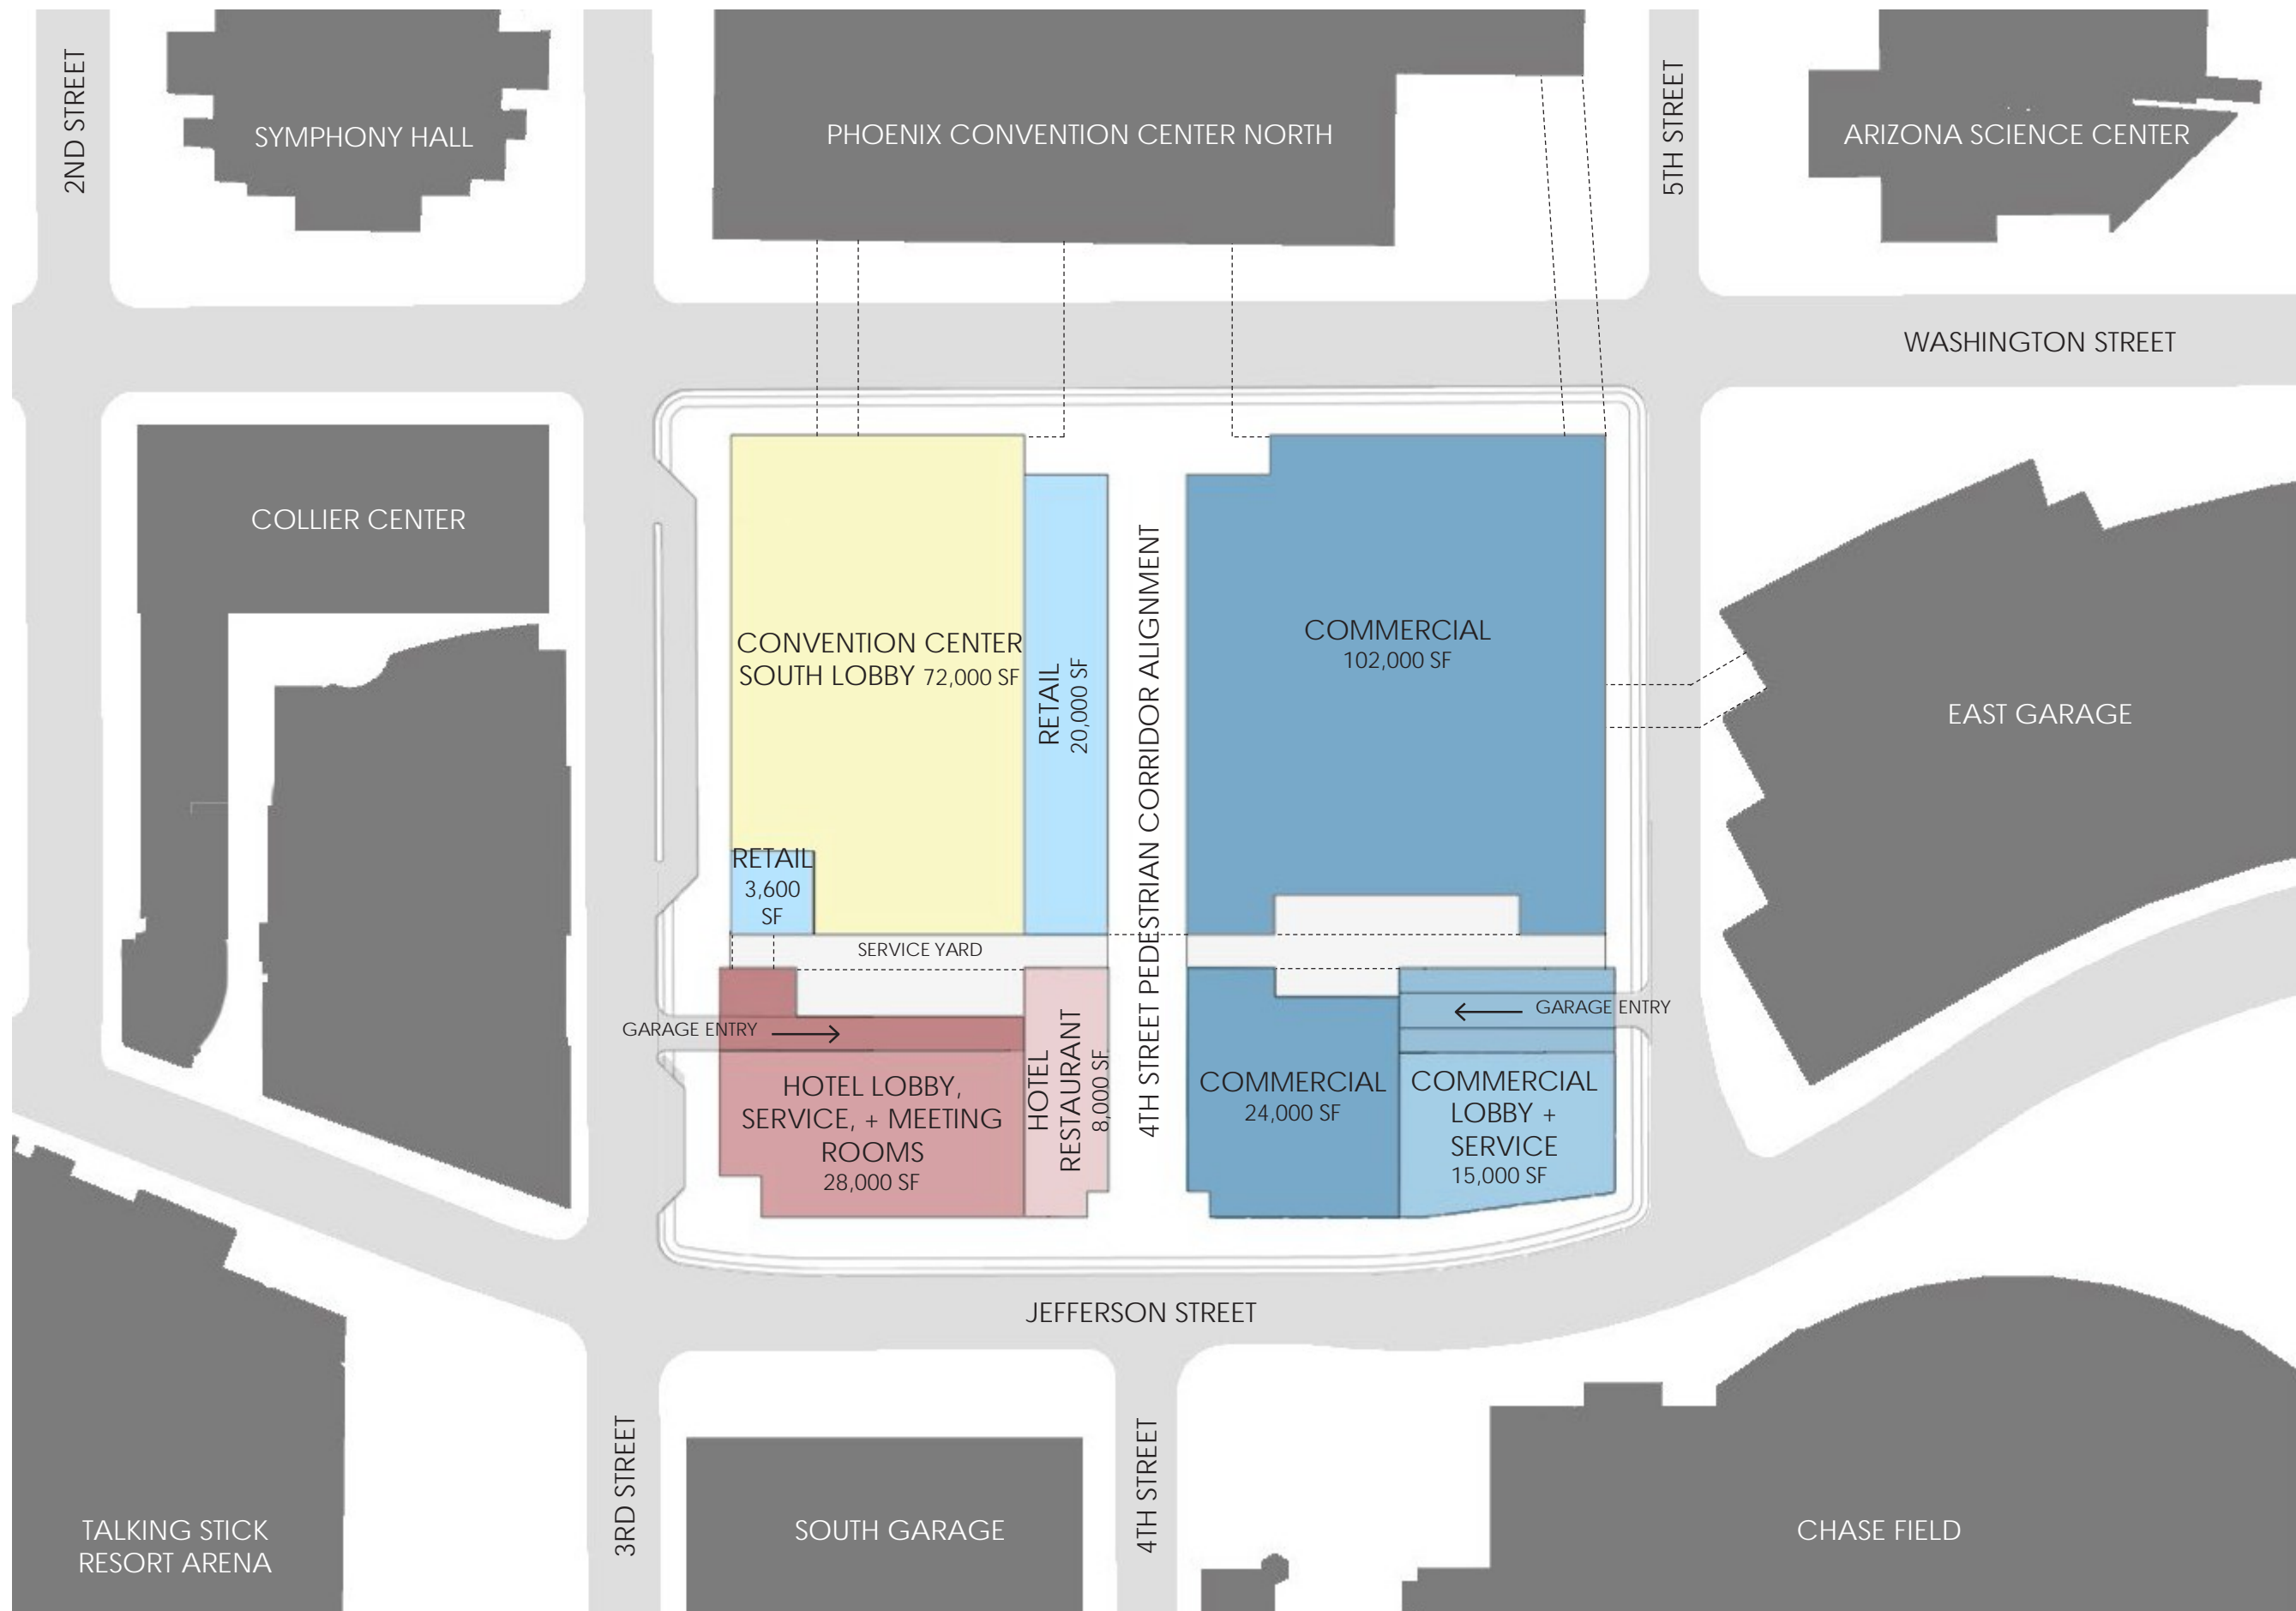 2ND STREET
SYMPHONY HALL
PHOENIX CONVENTION CENTER NORTH
5TH STREET
ARIZONA SCIENCE CENTER
WASHINGTON STREET
COLLIER CENTER
CONVENTION CENTER
SOUTH LOBBY 72,000 SF
RETAIL
20,000 SF
4TH STREET PEDESTRIAN CORRIDOR ALIGNMENT
COMMERCIAL
102,000 SF
EAST GARAGE
RETAIL
3,600
SF
SERVICE YARD
GARAGE ENTRY
GARAGE ENTRY
HOTEL LOBBY,
SERVICE, + MEETING
ROOMS
28,000 SF
HOTEL
RESTAURANT
8,000 SF
COMMERCIAL
24,000 SF
COMMERCIAL
LOBBY +
SERVICE
15,000 SF
JEFFERSON STREET
3RD STREET
4TH STREET
TALKING STICK
RESORT ARENA
SOUTH GARAGE
CHASE FIELD